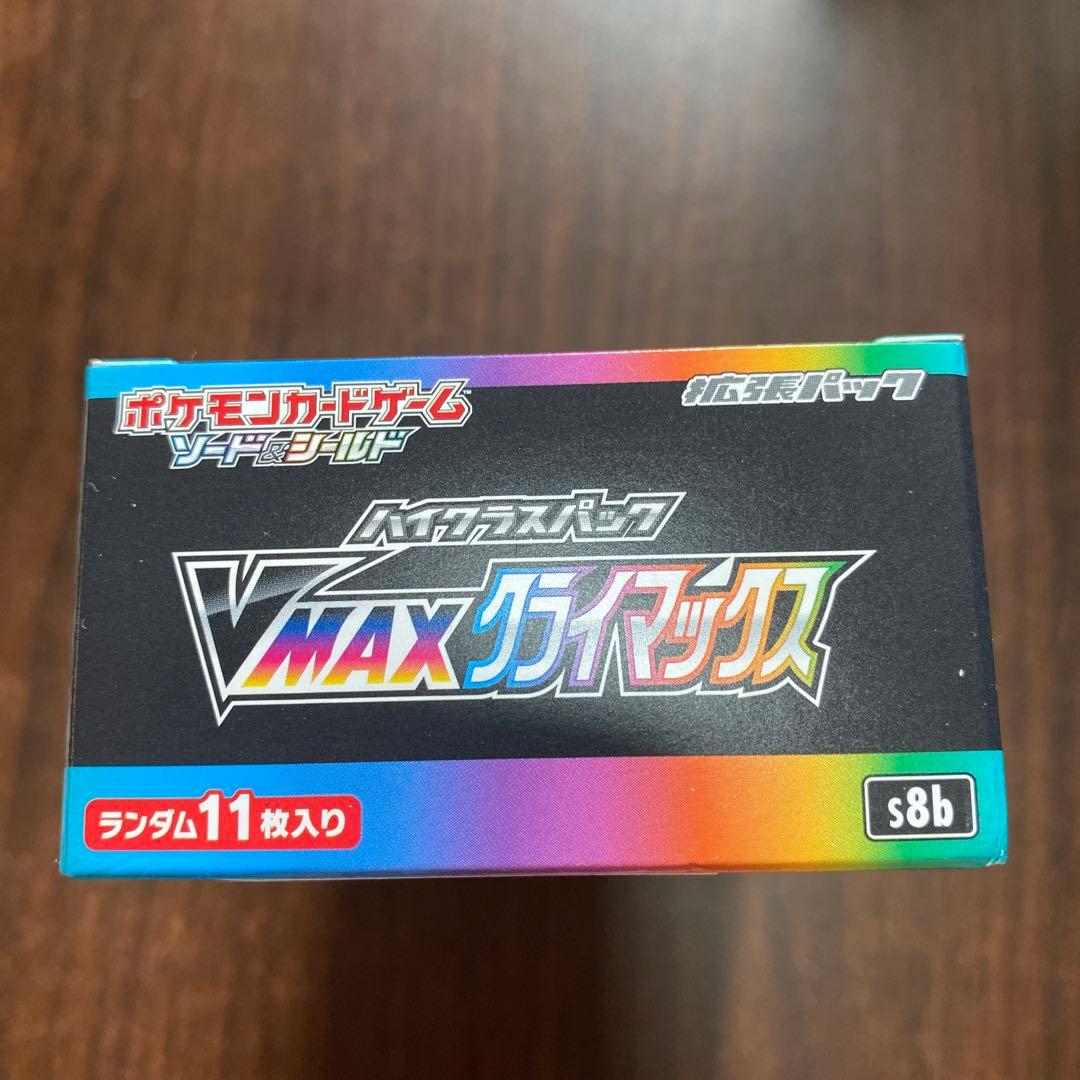 ポケモンカードゲーム™
ソード&シールド
拡張パック
ハイクラスパック
VMAXクライマックス
ランダム11枚入り
s8b